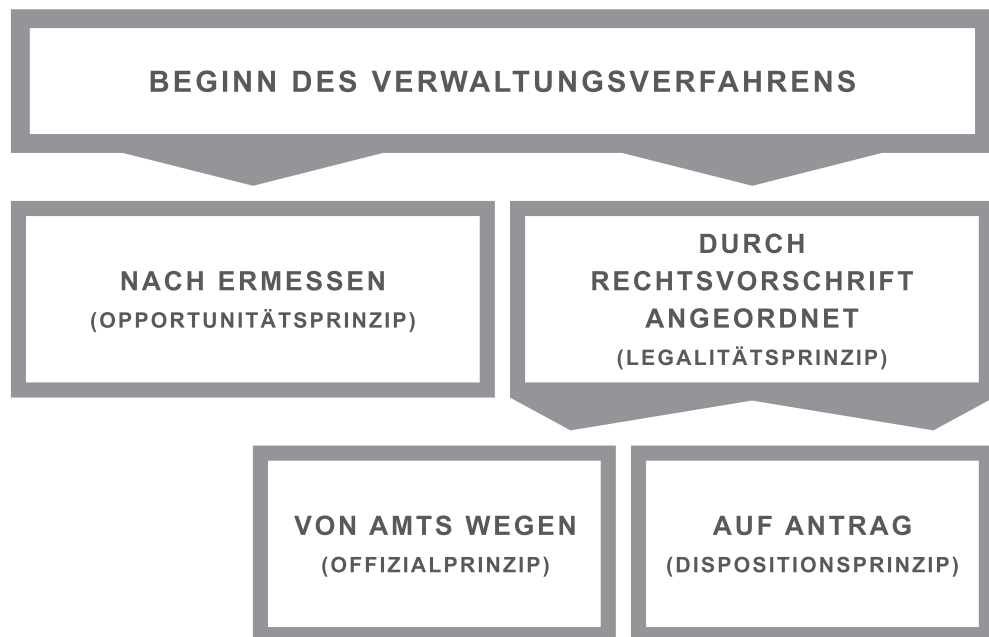 BEGINN DES VERWALTUNGSVERFAHRENS
NACH ERMESSEN
(OPPORTUNITÄTSPRINZIP)
DURCH
RECHTSVORSCHRIFT
ANGEORDNET
(LEGALITÄTSPRINZIP)
VON AMTS WEGEN
(OFFIZIALPRINZIP)
AUF ANTRAG
(DISPOSITIONSPRINZIP)